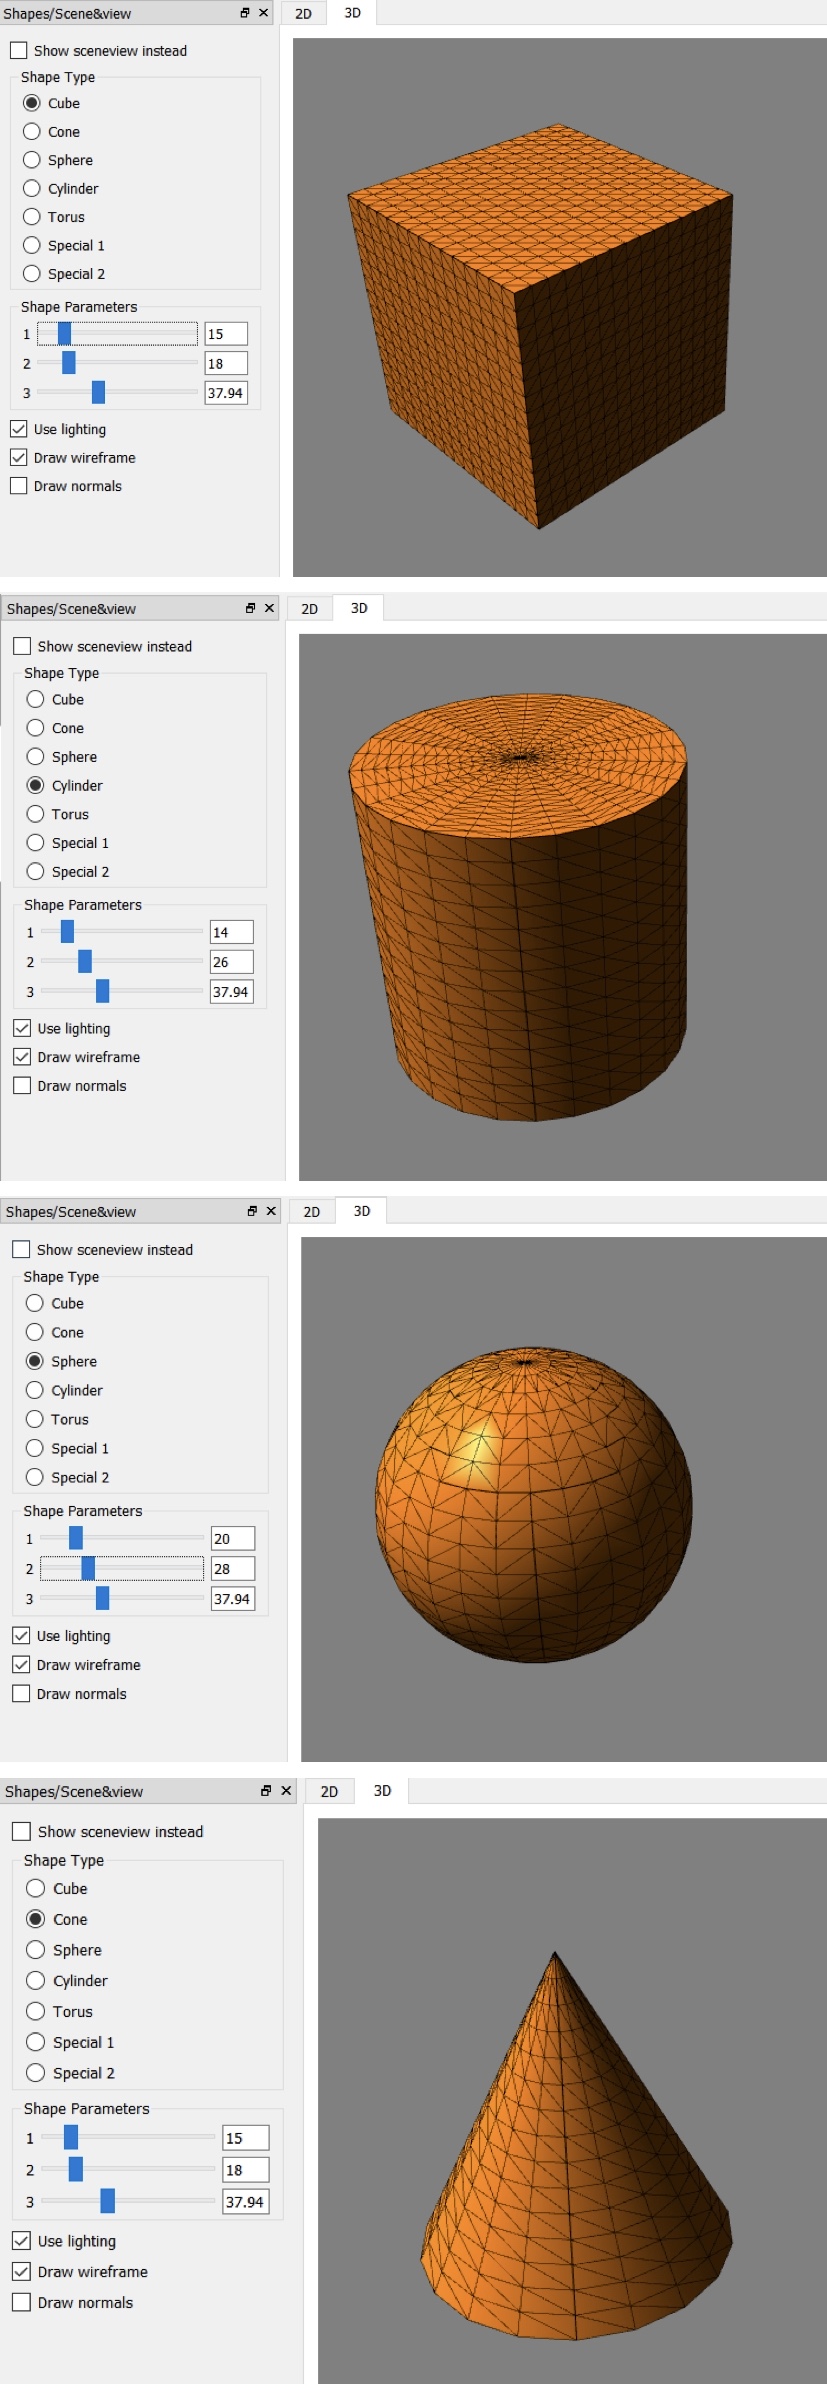 Shapes/Scene&view
2D 3D
Show sceneview instead
Shape Type
Cube
Cone
Sphere
Cylinder
Torus
Special 1
Special 2
Shape Parameters
1 15
2 18
3 37.94
Use lighting
Draw wireframe
Draw normals
Shapes/Scene&view
2D 3D
Show sceneview instead
Shape Type
Cube
Cone
Sphere
Cylinder
Torus
Special 1
Special 2
Shape Parameters
1 14
2 26
3 37.94
Use lighting
Draw wireframe
Draw normals
Shapes/Scene&view
2D 3D
Show sceneview instead
Shape Type
Cube
Cone
Sphere
Cylinder
Torus
Special 1
Special 2
Shape Parameters
1 20
2 28
3 37.94
Use lighting
Draw wireframe
Draw normals
Shapes/Scene&view
2D 3D
Show sceneview instead
Shape Type
Cube
Cone
Sphere
Cylinder
Torus
Special 1
Special 2
Shape Parameters
1 15
2 18
3 37.94
Use lighting
Draw wireframe
Draw normals